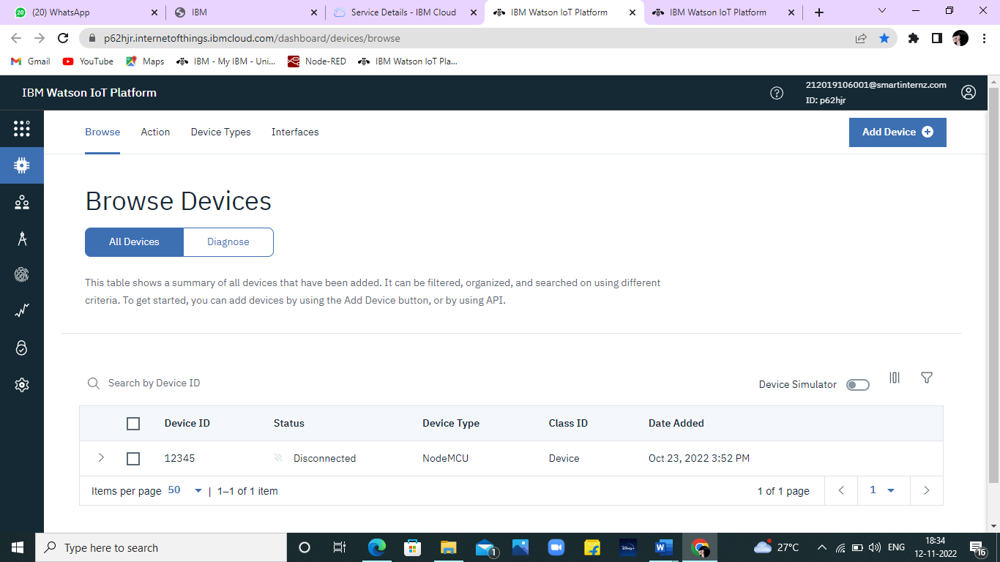 (20) WhatsApp
IBM
Service Details - IBM Cloud
IBM Watson IoT Platform
IBM Watson IoT Platform
p62hjr.internetofthings.ibmcloud.com/dashboard/devices/browse
Gmail
YouTube
Maps
IBM - My IBM - Uni...
Node-RED
IBM Watson IoT Pla...
IBM Watson IoT Platform
212019106001@smartinternz.com
ID: p62hjr
Browse
Action
Device Types
Interfaces
Add Device
Browse Devices
All Devices
Diagnose
This table shows a summary of all devices that have been added. It can be filtered, organized, and searched on using different
criteria. To get started, you can add devices by using the Add Device button, or by using API.
Search by Device ID
Device Simulator
Device ID Status Device Type Class ID Date Added
12345 Disconnected NodeMCU Device Oct 23, 2022 3:52 PM
Items per page 50 | 1–1 of 1 item
1 of 1 page
1
Type here to search
1
Disney+
W
27°C
ENG
18:34
12-11-2022
16